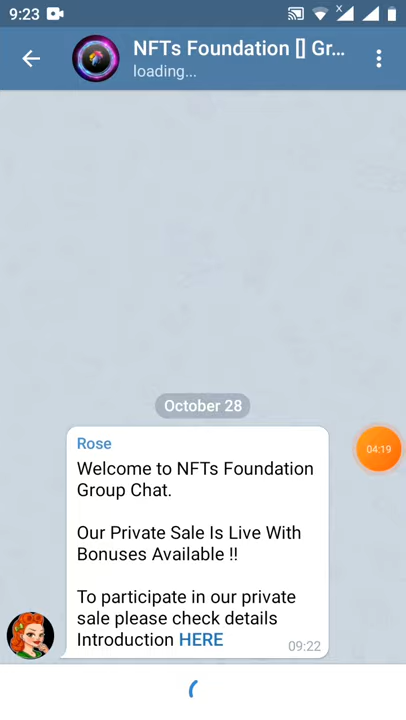 9:23
NFTs Foundation [] Gr...
loading...
October 28
Rose
Welcome to NFTs Foundation
Group Chat.
Our Private Sale Is Live With
Bonuses Available !!
To participate in our private
sale please check details
Introduction HERE
09:22
04:19